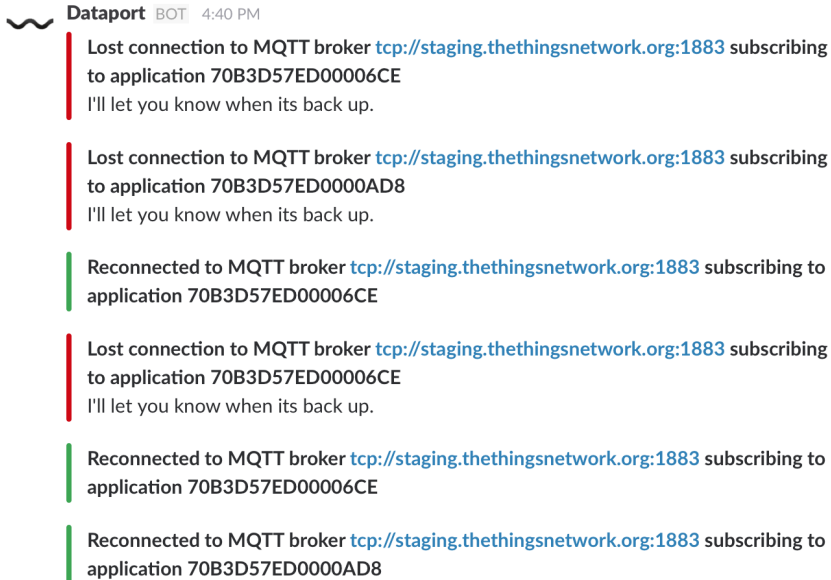 Dataport BOT 4:40 PM
Lost connection to MQTT broker tcp://staging.thethingsnetwork.org:1883 subscribing
to application 70B3D57ED00006CE
I'll let you know when its back up.
Lost connection to MQTT broker tcp://staging.thethingsnetwork.org:1883 subscribing
to application 70B3D57ED0000AD8
I'll let you know when its back up.
Reconnected to MQTT broker tcp://staging.thethingsnetwork.org:1883 subscribing to
application 70B3D57ED00006CE
Lost connection to MQTT broker tcp://staging.thethingsnetwork.org:1883 subscribing
to application 70B3D57ED00006CE
I'll let you know when its back up.
Reconnected to MQTT broker tcp://staging.thethingsnetwork.org:1883 subscribing to
application 70B3D57ED00006CE
Reconnected to MQTT broker tcp://staging.thethingsnetwork.org:1883 subscribing to
application 70B3D57ED0000AD8